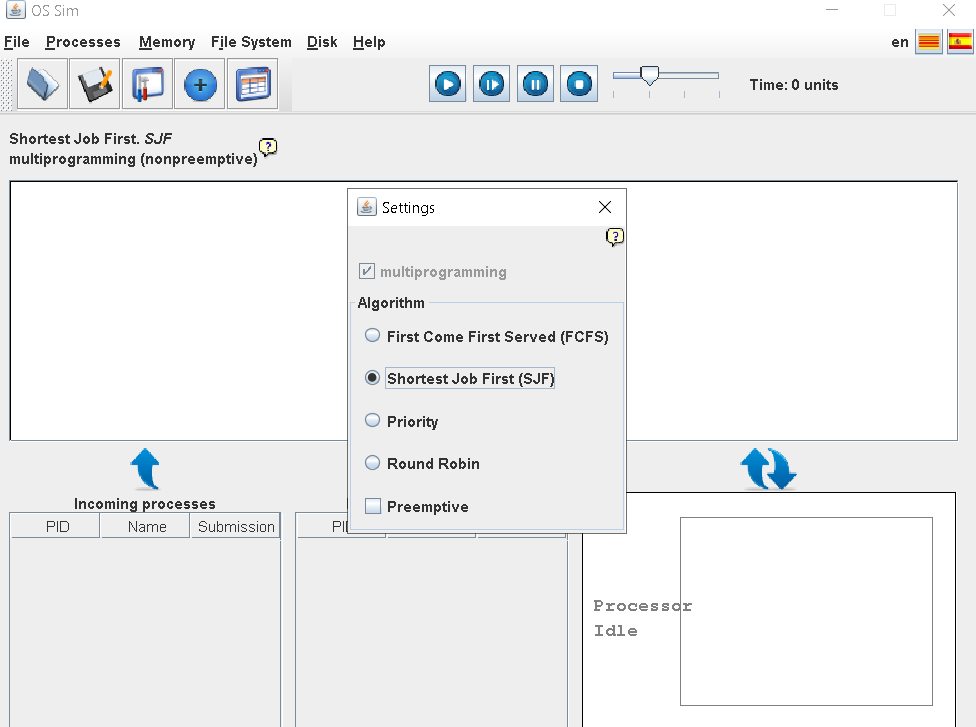 OS Sim
File Processes Memory File System Disk Help en
Time: 0 units
Shortest Job First. SJF
multiprogramming (nonpreemptive)
?
Settings
?
multiprogramming
Algorithm
First Come First Served (FCFS)
Shortest Job First (SJF)
Priority
Round Robin
Preemptive
Incoming processes
PID Name Submission
Processor
Idle